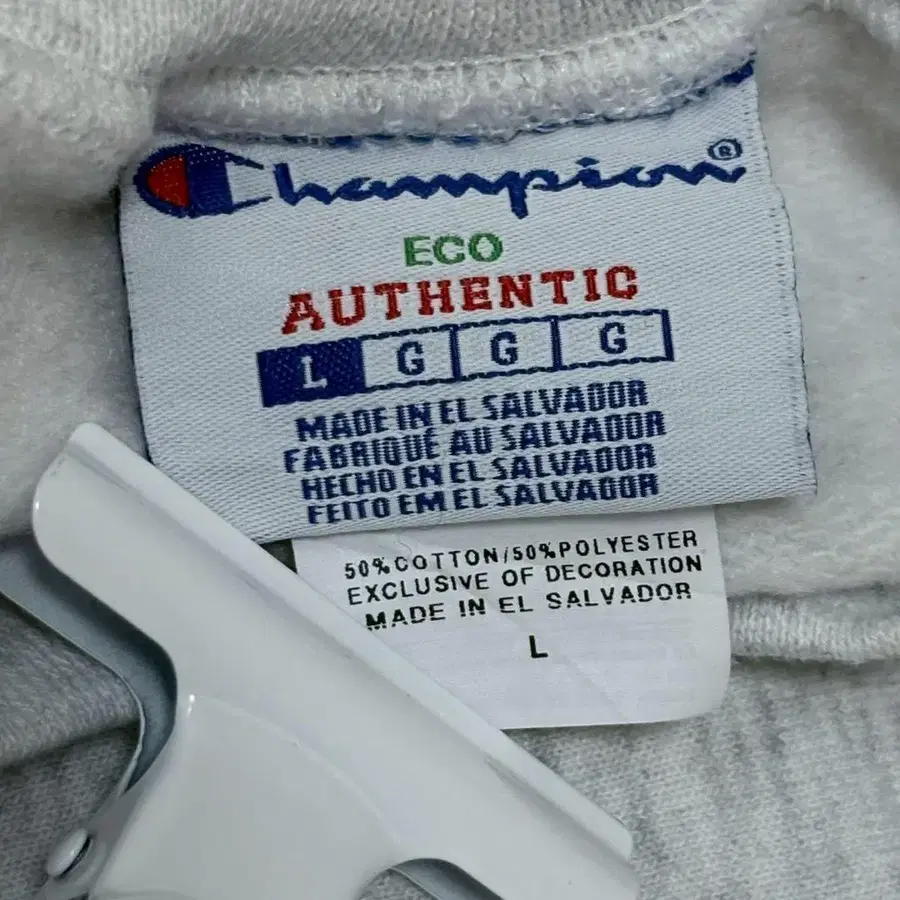 Champion®
ECO
AUTHENTIC
L G G G
MADE IN EL SALVADOR
FABRIQUÉ AU SALVADOR
HECHO EN EL SALVADOR
FEITO EM EL SALVADOR
50%COTTON/50%POLYESTER
EXCLUSIVE OF DECORATION
MADE IN EL SALVADOR
L